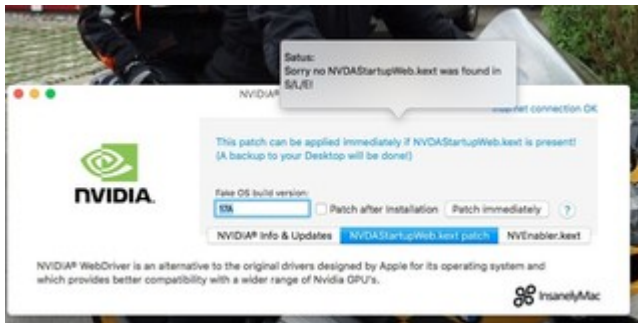 Satus:
Sorry no NVDAStartupWeb.kext was found in
S/L/E!
NVIDIA®
Internet connection OK
This patch can be applied immediately if NVDAStartupWeb.kext is present!
(A backup to your Desktop will be done!)
NVIDIA.
Fake OS build version:
17A
Patch after Installation
Patch immediately
?
NVIDIA® Info & Updates
NVDAStartupWeb.kext patch
NVEnabler.kext
NVIDIA® WebDriver is an alternative to the original drivers designed by Apple for its operating system and
which provides better compatibility with a wider range of Nvidia GPU's.
InsanelyMac